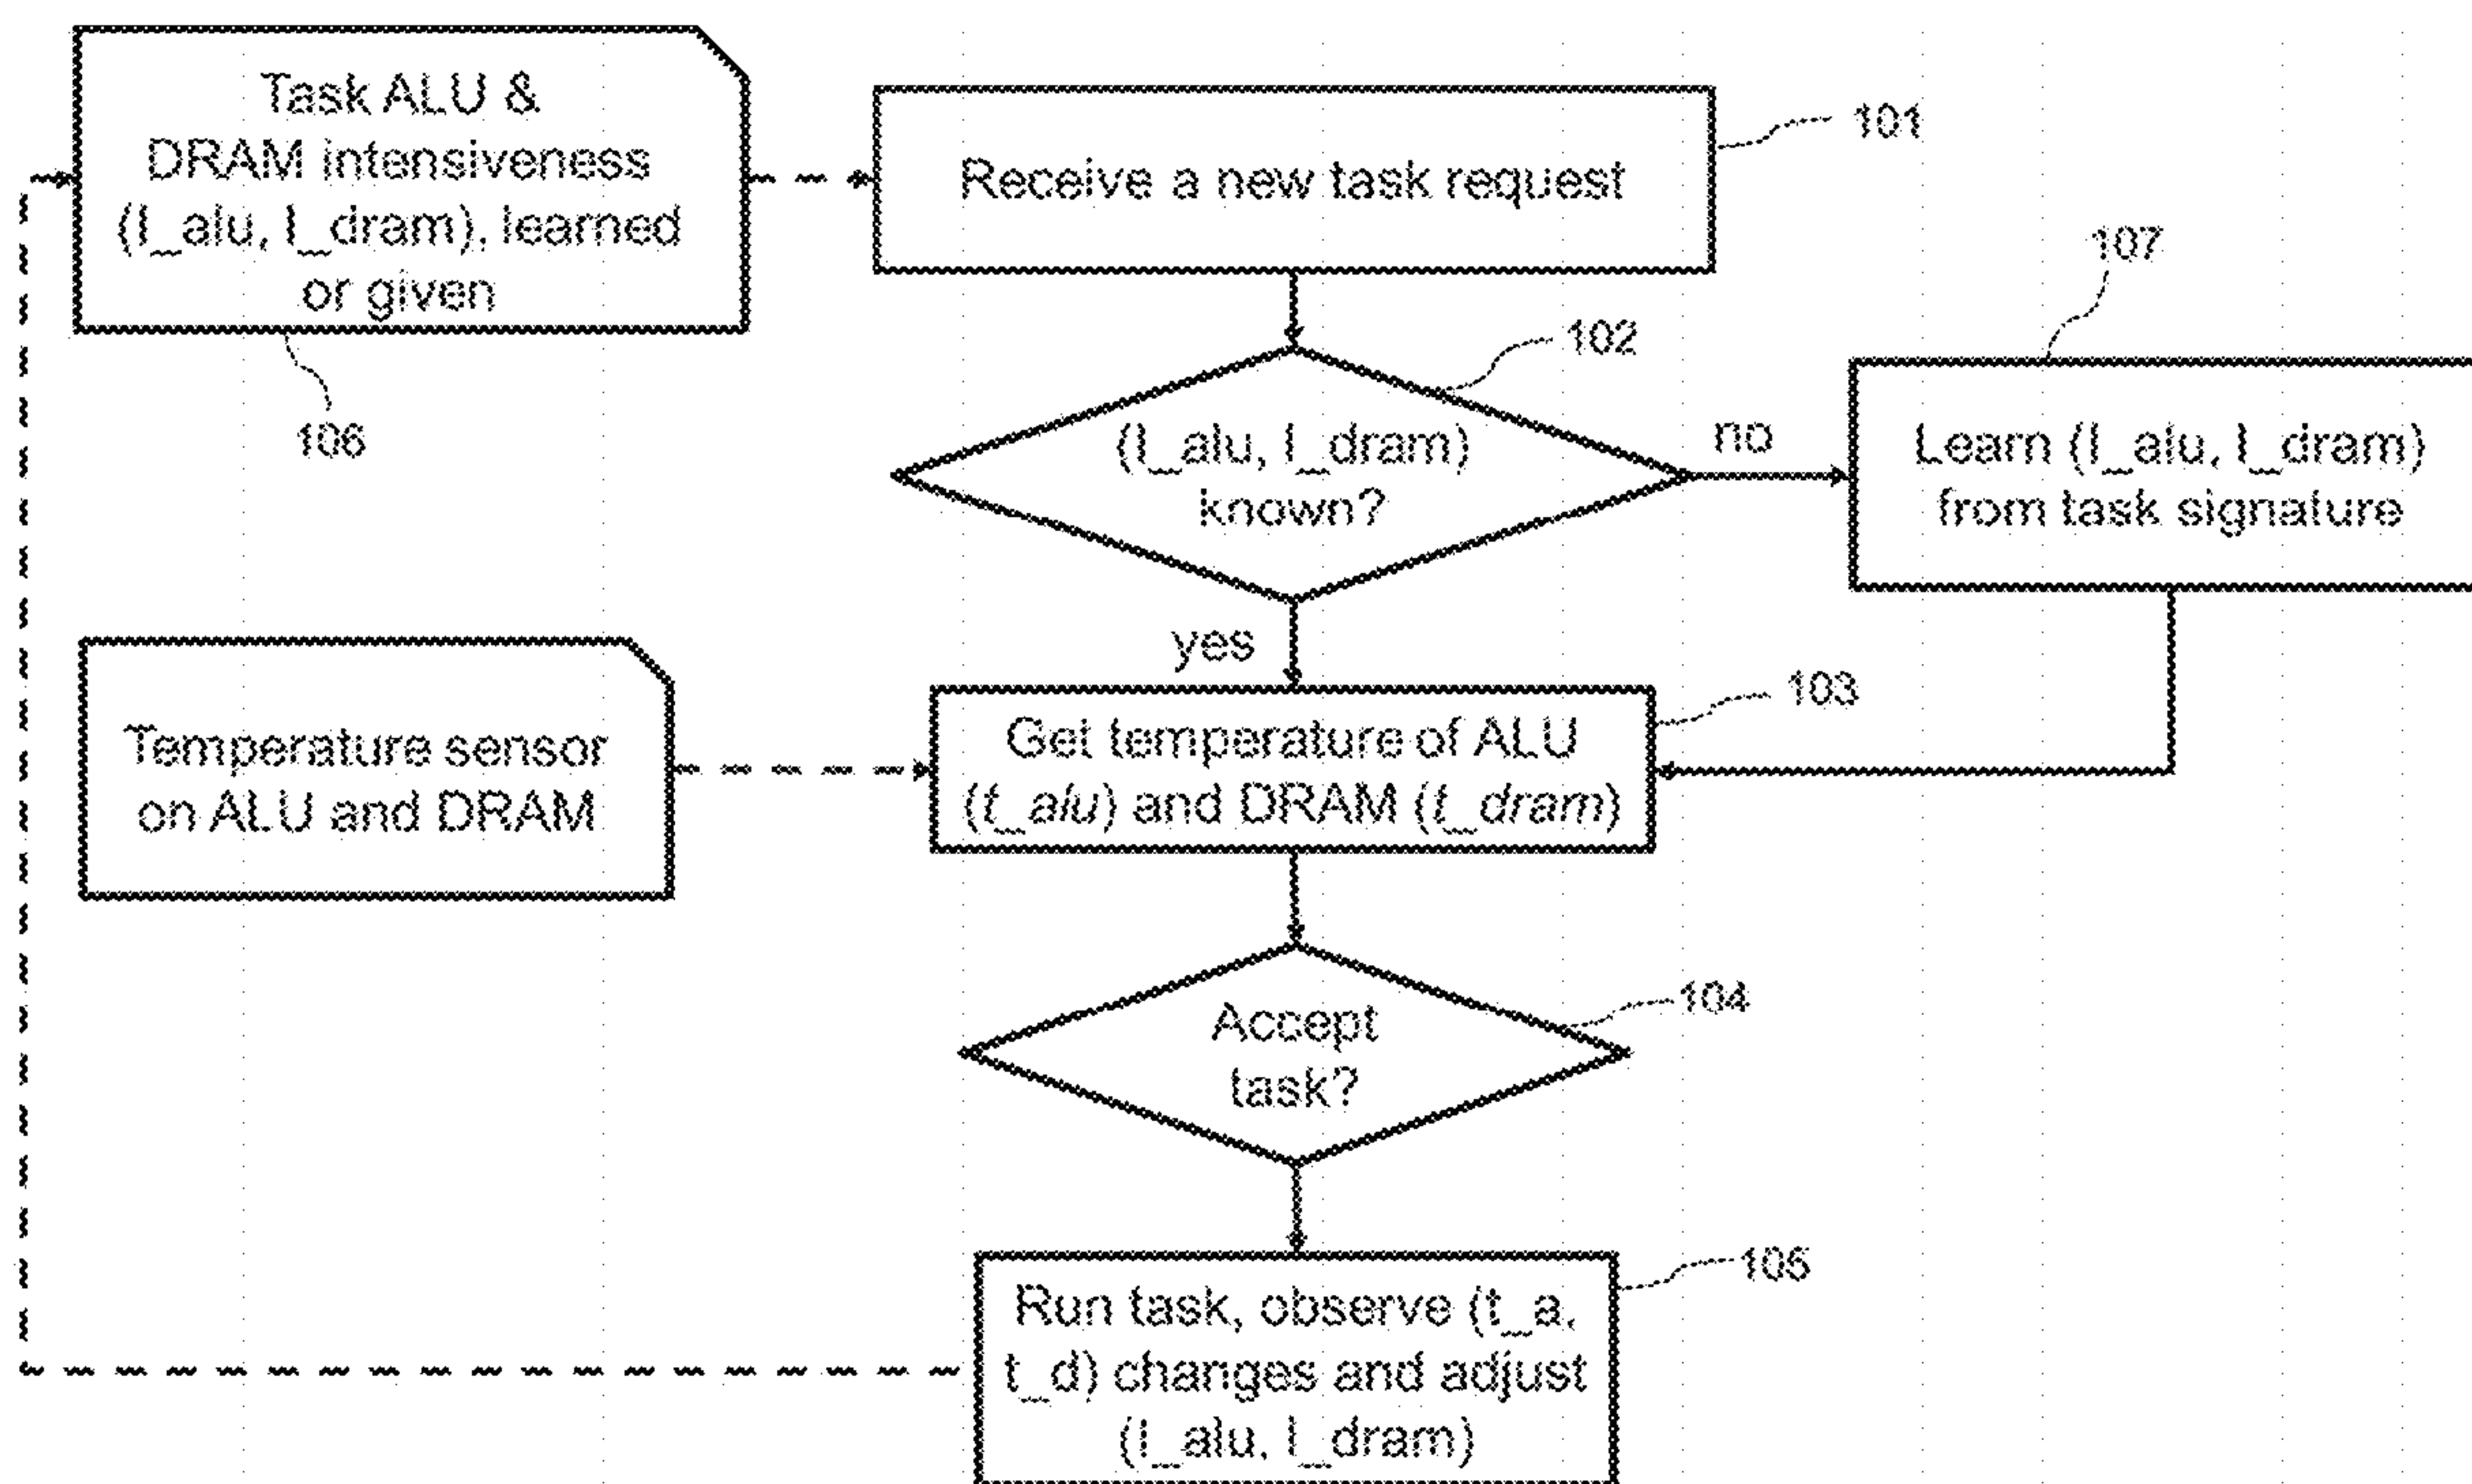 Task ALU &
DRAM intensiveness
(I_alu, I_dram), learned
or given
106
Receive a new task request
101
102
(I_alu, I_dram)
known?
no
yes
107
Learn (I_alu, I_dram)
from task signature
Temperature sensor
on ALU and DRAM
Get temperature of ALU
(t_alu) and DRAM (t_dram)
103
Accept
task?
104
Run task, observe (t_a,
t_d) changes and adjust
(I_alu, I_dram)
105